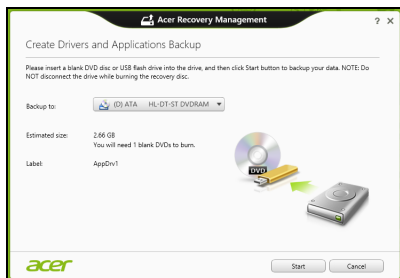 Acer Recovery Management
? ×
Create Drivers and Applications Backup
Please insert a blank DVD disc or USB flash drive into the drive, and then click Start button to backup your data. NOTE: Do
NOT disconnect the drive while burning the recovery disc.
Backup to: (D) ATA HL-DT-ST DVDRAM
Estimated size: 2.66 GB
You will need 1 blank DVDs to burn.
Label: AppDrv1
DVD
acer
Start Cancel